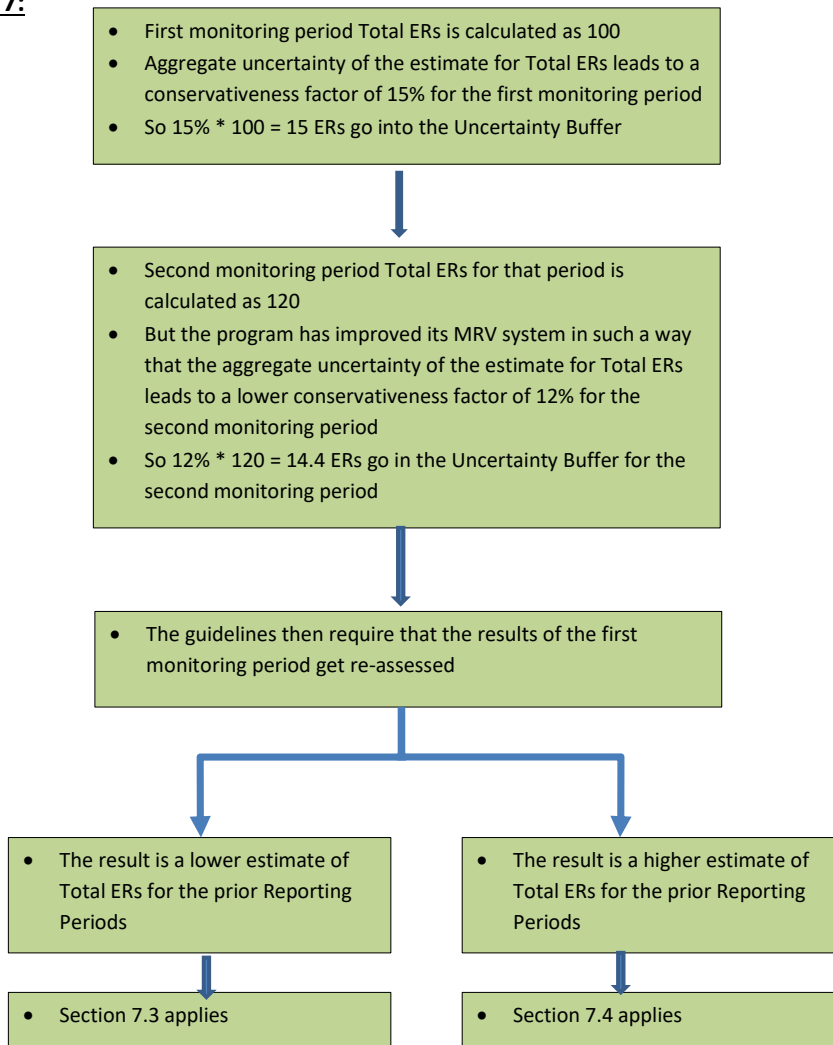 7:
• First monitoring period Total ERs is calculated as 100
• Aggregate uncertainty of the estimate for Total ERs leads to a
conservativeness factor of 15% for the first monitoring period
• So 15% * 100 = 15 ERs go into the Uncertainty Buffer
• Second monitoring period Total ERs for that period is
calculated as 120
• But the program has improved its MRV system in such a way
that the aggregate uncertainty of the estimate for Total ERs
leads to a lower conservativeness factor of 12% for the
second monitoring period
• So 12% * 120 = 14.4 ERs go in the Uncertainty Buffer for the
second monitoring period
• The guidelines then require that the results of the first
monitoring period get re-assessed
• The result is a lower estimate of
Total ERs for the prior Reporting
Periods
• The result is a higher estimate of
Total ERs for the prior Reporting
Periods
• Section 7.3 applies
• Section 7.4 applies